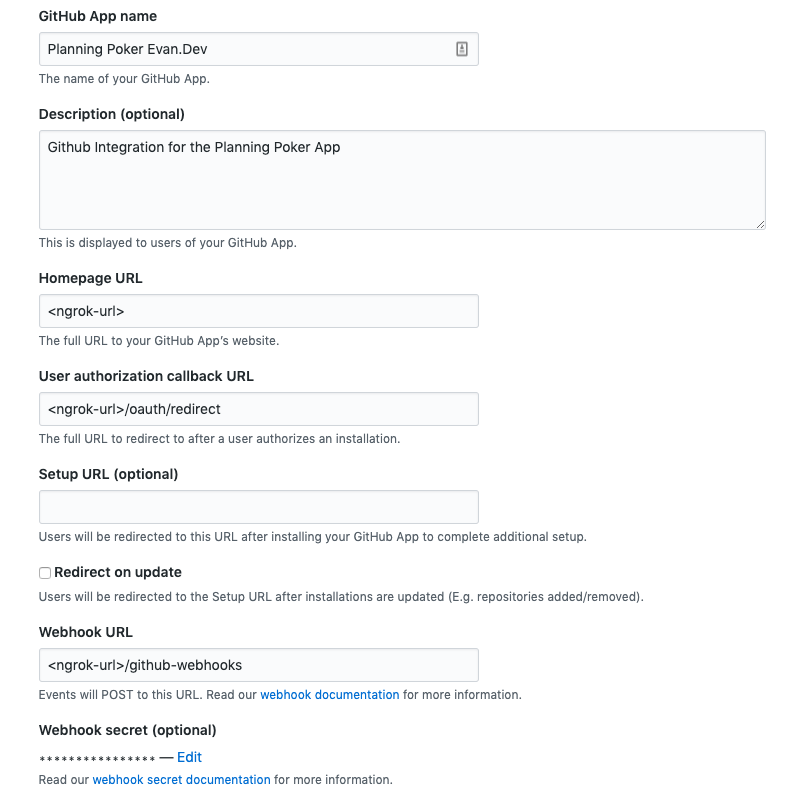 GitHub App name
Planning Poker Evan.Dev
The name of your GitHub App.
Description (optional)
Github Integration for the Planning Poker App
This is displayed to users of your GitHub App.
Homepage URL
<ngrok-url>
The full URL to your GitHub App's website.
User authorization callback URL
<ngrok-url>/oauth/redirect
The full URL to redirect to after a user authorizes an installation.
Setup URL (optional)
Users will be redirected to this URL after installing your GitHub App to complete additional setup.
Redirect on update
Users will be redirected to the Setup URL after installations are updated (E.g. repositories added/removed).
Webhook URL
<ngrok-url>/github-webhooks
Events will POST to this URL. Read our webhook documentation for more information.
Webhook secret (optional)
**************** — Edit
Read our webhook secret documentation for more information.